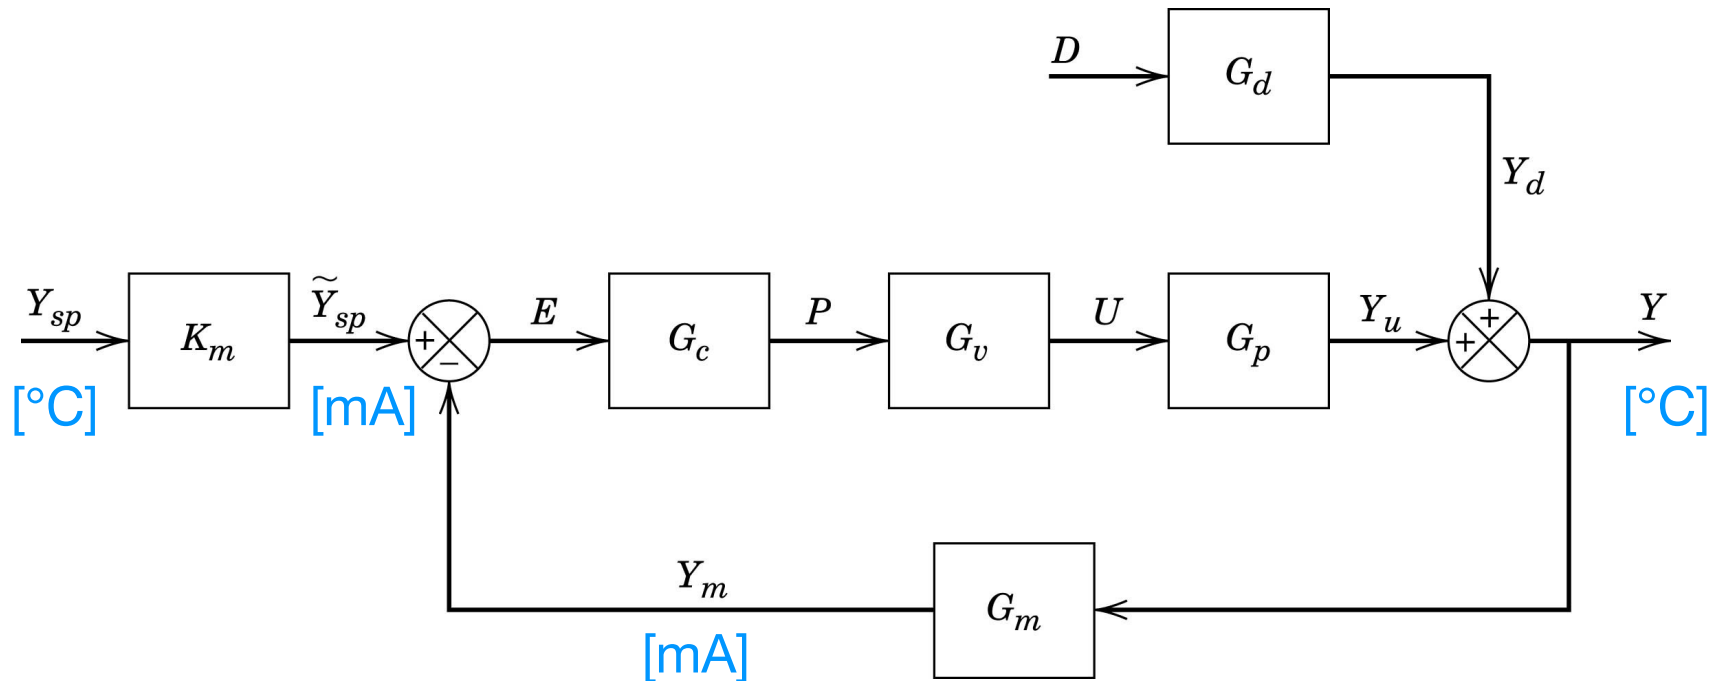 D
G_d
Y_d
Y_sp
K_m
Ỹ_sp
+
−
E
G_c
P
G_v
U
G_p
Y_u
+
+
Y
[°C]
[mA]
[°C]
Y_m
G_m
[mA]